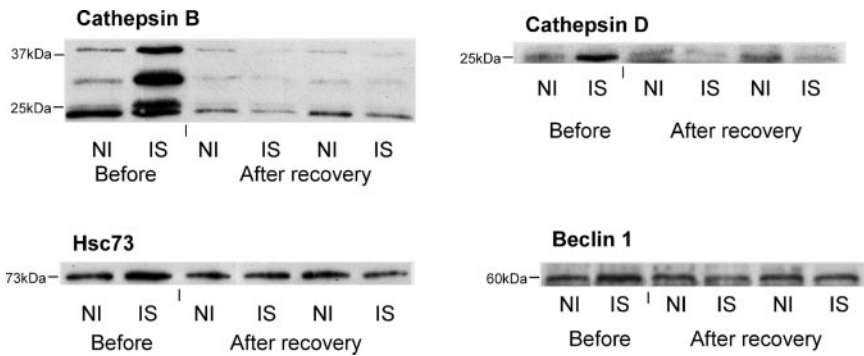 Cathepsin B
37kDa
25kDa
NI IS NI IS NI IS
Before After recovery
Cathepsin D
25kDa
NI IS NI IS NI IS
Before After recovery
Hsc73
73kDa
NI IS NI IS NI IS
Before After recovery
Beclin 1
60kDa
NI IS NI IS NI IS
Before After recovery